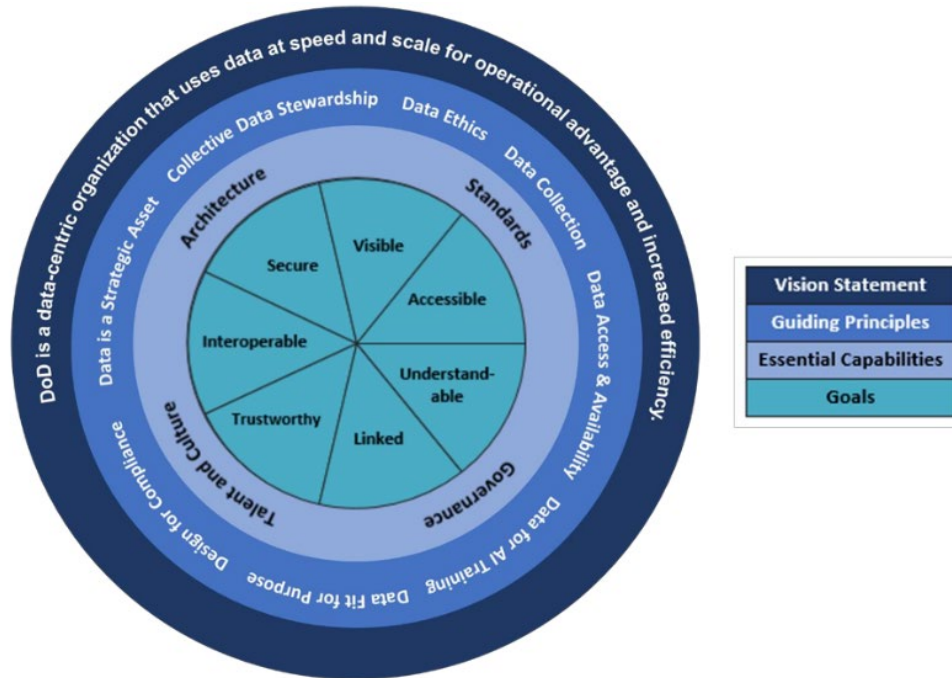 DoD is a data-centric organization that uses data at speed and scale for operational advantage and increased efficiency.
Data is a Strategic Asset
Collective Data Stewardship
Data Ethics
Data Collection
Data Access & Availability
Data for AI Training
Data Fit for Purpose
Design for Compliance
Architecture
Standards
Governance
Talent and Culture
Visible
Accessible
Understand-
able
Linked
Trustworthy
Interoperable
Secure
Vision Statement
Guiding Principles
Essential Capabilities
Goals